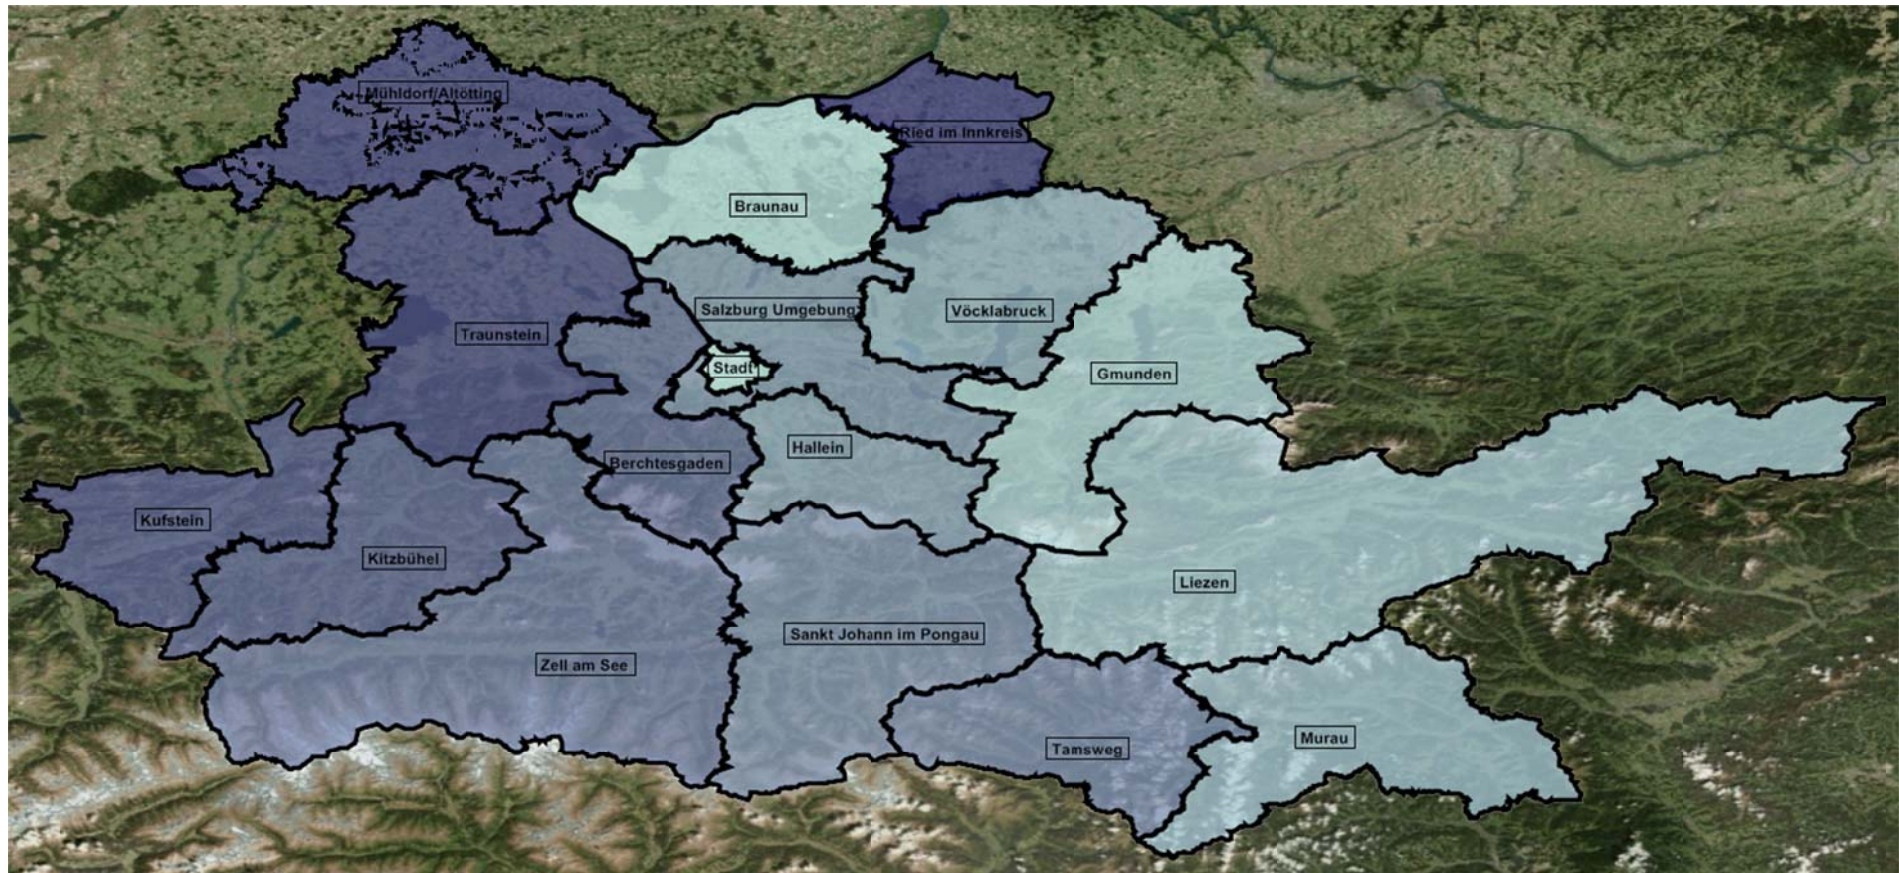 Mühldorf/Altötting
Ried im Innkreis
Braunau
Salzburg Umgebung
Vöcklabruck
Traunstein
Stadt
Gmunden
Hallein
Berchtesgaden
Kufstein
Kitzbühel
Liezen
Sankt Johann im Pongau
Zell am See
Murau
Tamsweg